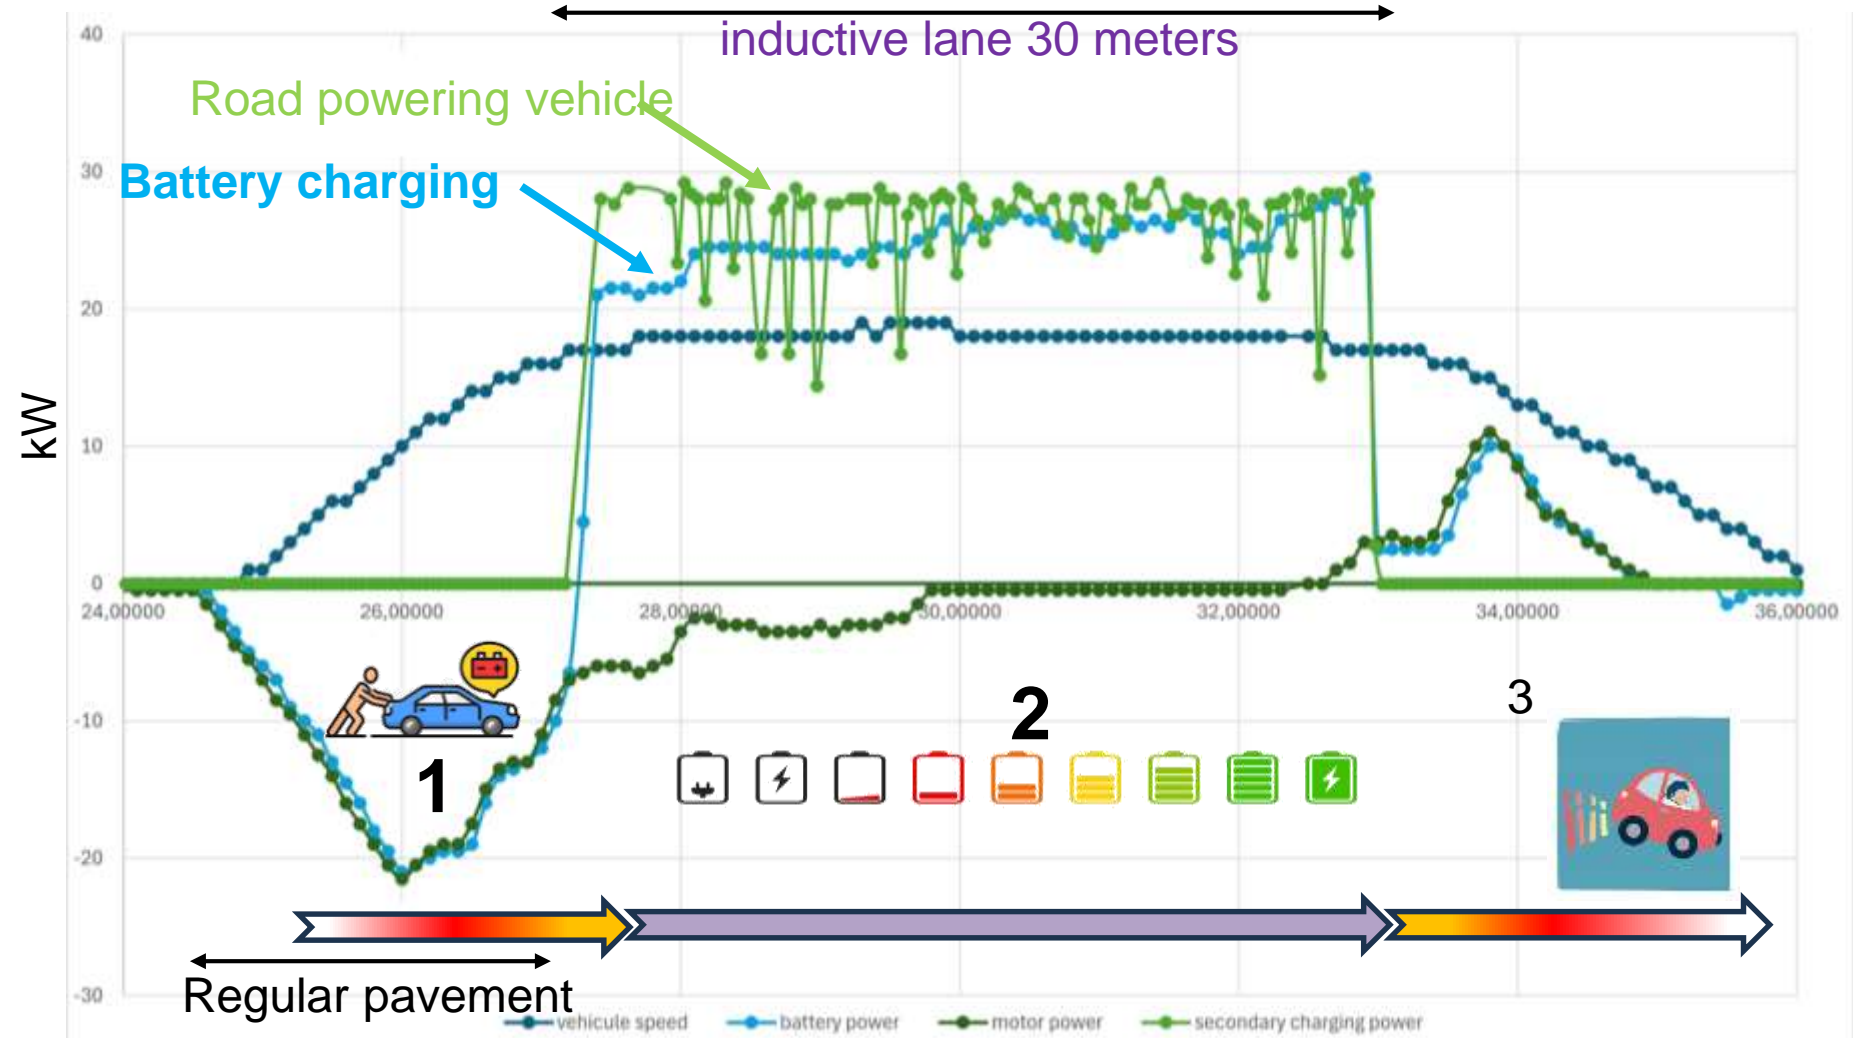 inductive lane 30 meters
Road powering vehicle
Battery charging
kW
40
30
20
10
0
-10
-20
-30
24,00000
26,00000
28,00000
30,00000
32,00000
34,00000
36,00000
1
2
3
Regular pavement
vehicule speed
battery power
motor power
secondary charging power